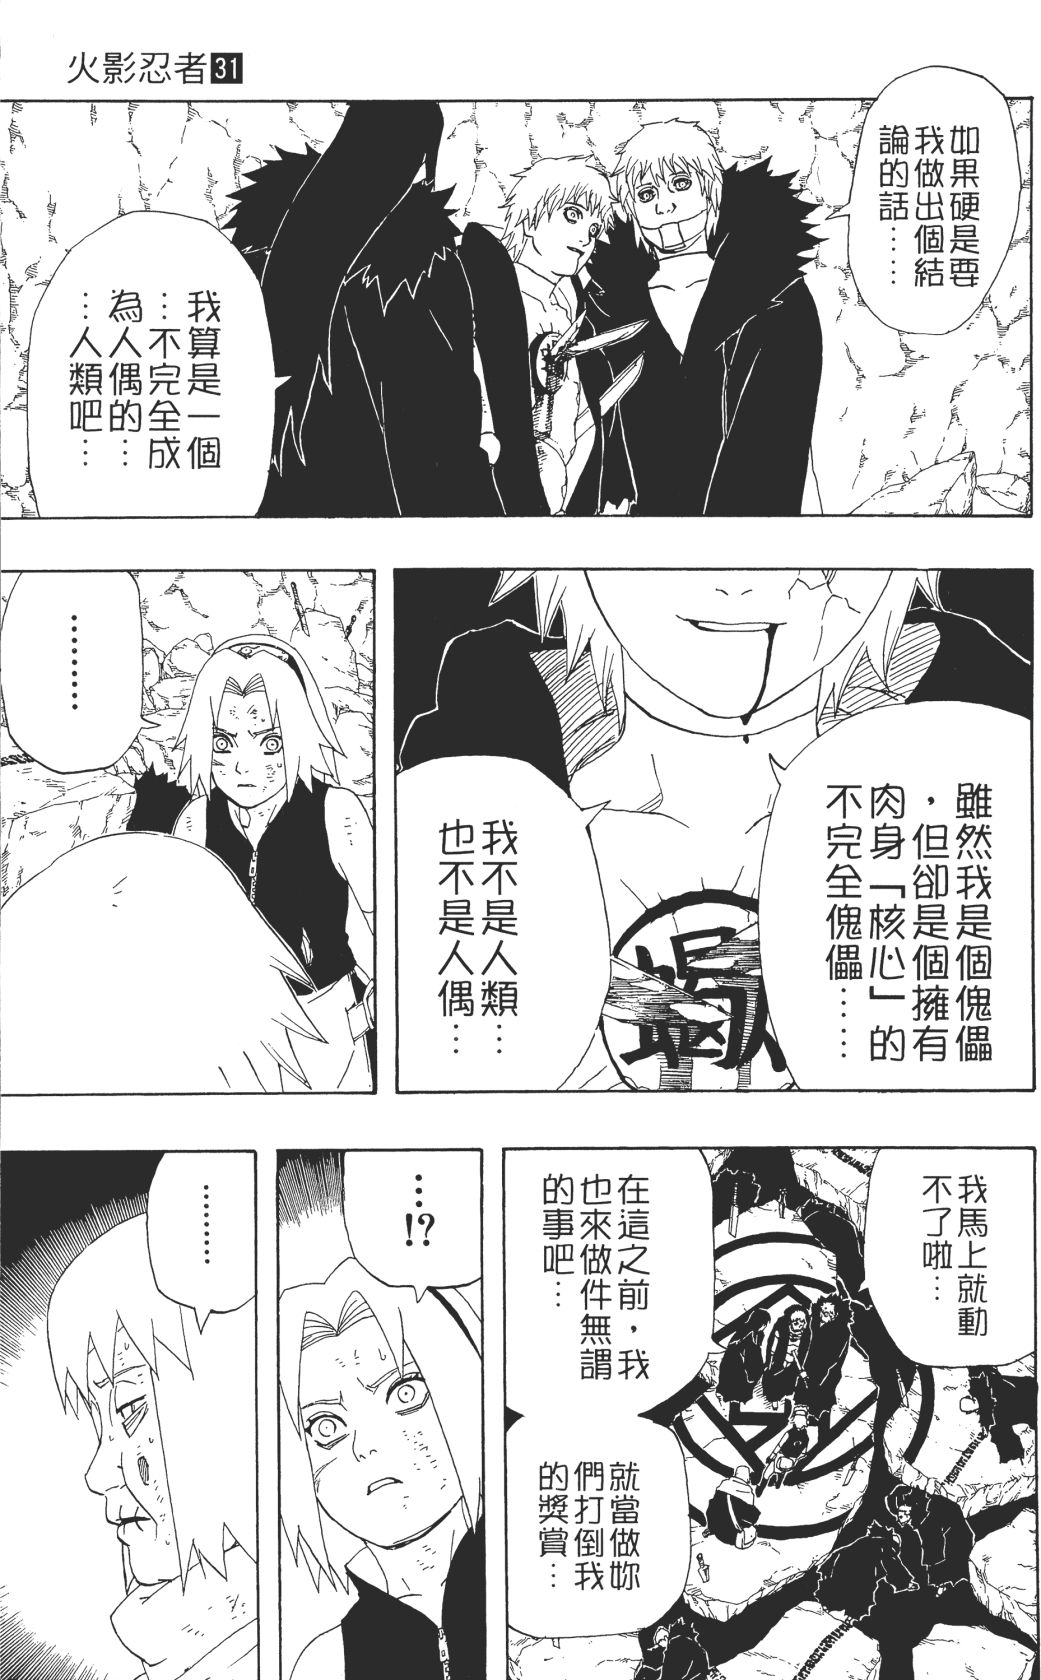 火影忍者31
如果硬是要
我做出個結
論的話……
我算是一個
…不完全成
為人偶的…
…人類吧…
雖然我是個傀儡
，但卻是個擁有
肉身「核心」的
不完全傀儡……
我不是人類…
也不是人偶…
蠍
………
我馬上就動
不了啦…
在這之前，我
也來做件無謂
的事吧…
就當做妳
們打倒我
的獎賞…
…!?
………